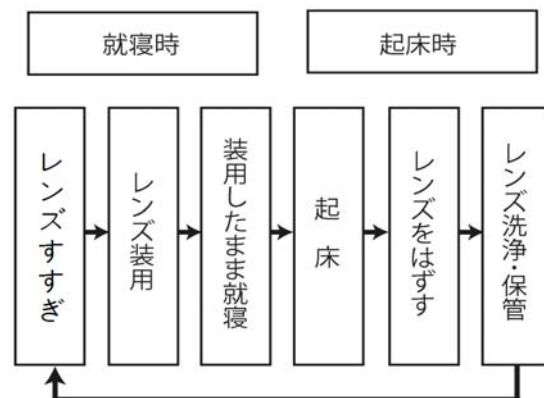 就寝時
起床時
レンズすすぎ
レンズ装用
装用したまま就寝
起床
レンズをはずす
レンズ洗浄・保管